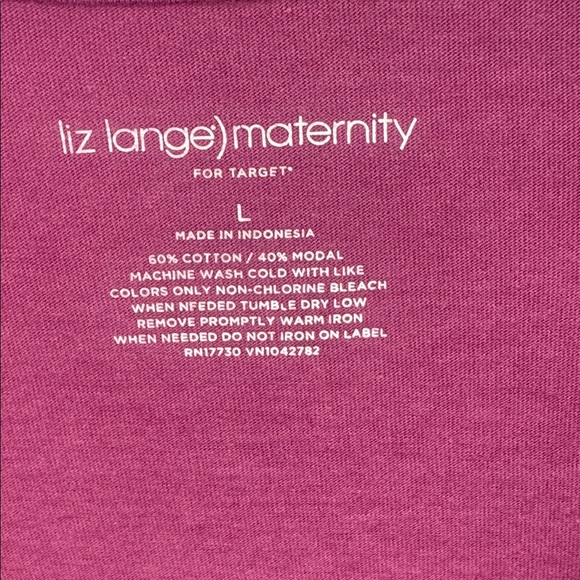 liz lange) maternity
FOR TARGET®
L
MADE IN INDONESIA
60% COTTON / 40% MODAL
MACHINE WASH COLD WITH LIKE
COLORS ONLY NON-CHLORINE BLEACH
WHEN NEEDED TUMBLE DRY LOW
REMOVE PROMPTLY WARM IRON
WHEN NEEDED DO NOT IRON ON LABEL
RN17730 VN1042782